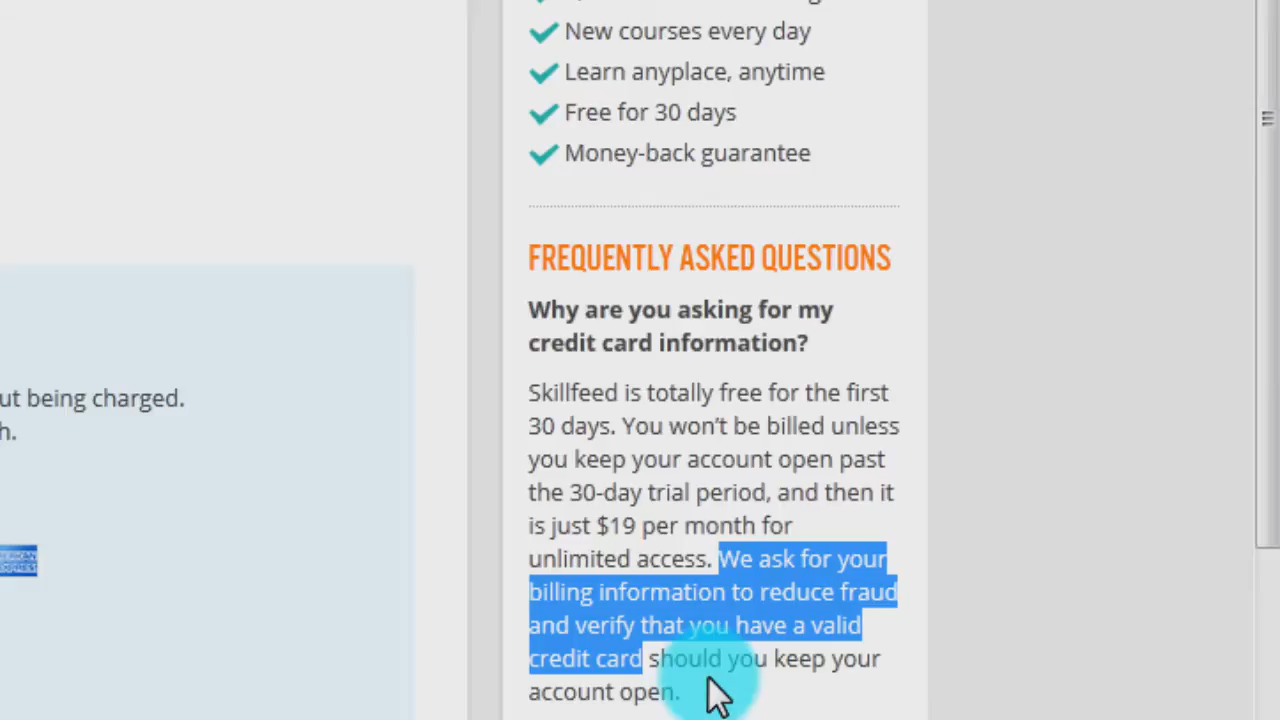 New courses every day
Learn anyplace, anytime
Free for 30 days
Money-back guarantee
FREQUENTLY ASKED QUESTIONS
Why are you asking for my
credit card information?
Skillfeed is totally free for the first
30 days. You won't be billed unless
you keep your account open past
the 30-day trial period, and then it
is just $19 per month for
unlimited access. We ask for your
billing information to reduce fraud
and verify that you have a valid
credit card should you keep your
account open.
ut being charged.
h.